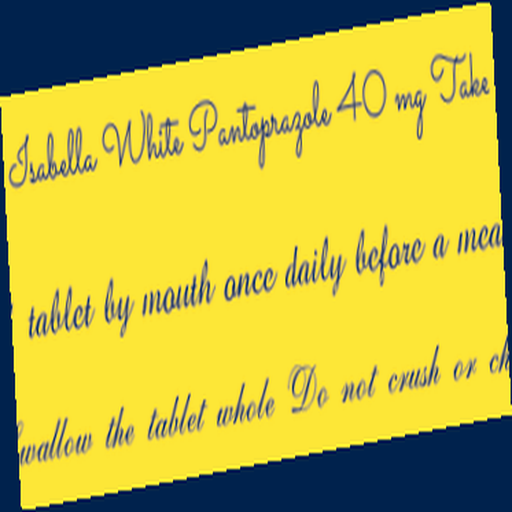 Isabella White Pantoprazole 40 mg Take
tablet by mouth once daily before a
the tablet whole Do not crush or